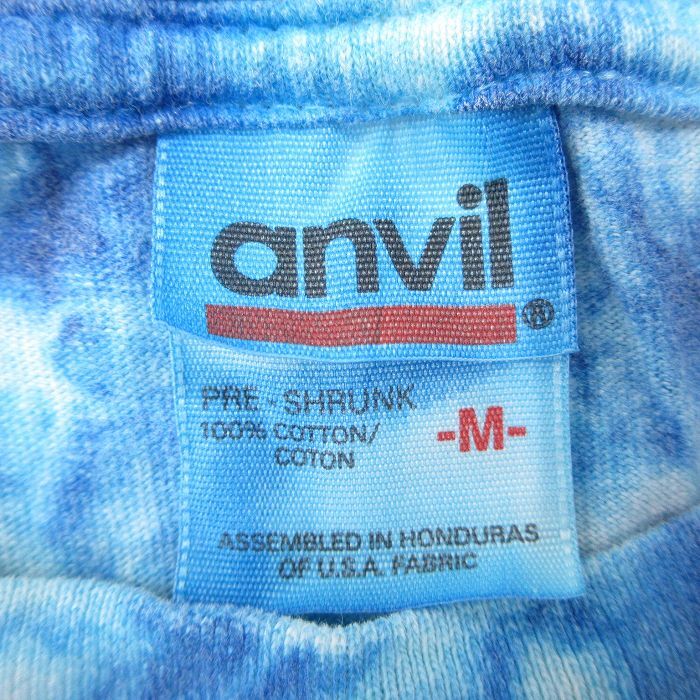 anvil®
PRE-SHRUNK
100% COTTON/
COTON
-M-
ASSEMBLED IN HONDURAS
OF U.S.A. FABRIC